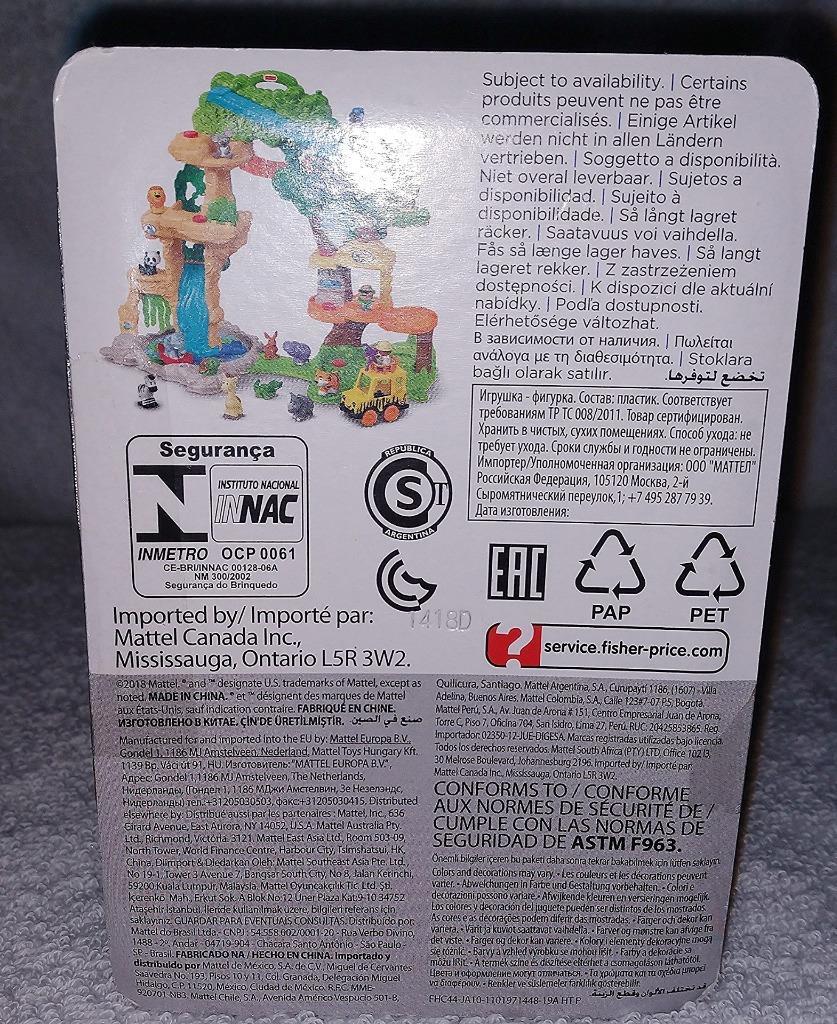 Subject to availability. | Certains
produits peuvent ne pas être
commercialisés. | Einige Artikel
werden nicht in allen Ländern
vertrieben. | Soggetto a disponibilità.
Niet overal leverbaar. | Sujetos a
disponibilidad. | Sujeito à
disponibilidade. | Så långt lagret
räcker. | Saatavuus voi vaihdella.
Fås så længe lager haves. | Så langt
lageret rekker. | Z zastrzeżeniem
dostępności. | K dispozici dle aktuální
nabídky. | Podľa dostupnosti.
Elérhetősége változhat.
В зависимости от наличия. | Πωλείται
ανάλογα με τη διαθεσιμότητα. | Stoklara
bağlı olarak satılır. تخضع لتوفرها.
Игрушка - фигурка. Состав: пластик. Соответствует
требованиям ТР ТС 008/2011. Товар сертифицирован.
Хранить в чистых, сухих помещениях. Способ ухода: не
требует ухода. Сроки службы и годности не ограничены.
Импортер/Уполномоченная организация: ООО "МАТТЕЛ"
Российская Федерация, 105120 Москва, 2-й
Сыромятнический переулок,1; +7 495 287 79 39.
Дата изготовления:
Segurança
N
INSTITUTO NACIONAL
INNAC
INMETRO OCP 0061
CE-BRI/INNAC 00128-06A
NM 300/2002
Segurança do Brinquedo
REPUBLICA
S T
ARGENTINA
EAC
PAP
PET
1418D
Imported by/ Importé par:
Mattel Canada Inc.,
Mississauga, Ontario L5R 3W2.
? service.fisher-price.com
©2018 Mattel. ® and ™ designate U.S. trademarks of Mattel, except as
noted. MADE IN CHINA. ® et ™ désignent des marques de Mattel
aux États-Unis, sauf indication contraire. FABRIQUÉ EN CHINE.
ИЗГОТОВЛЕНО В КИТАЕ. ÇİN'DE ÜRETİLMİŞTİR. صنع في الصين.
Manufactured for and imported into the EU by: Mattel Europa B.V.,
Gondel 1, 1186 MJ Amstelveen, Nederland. Mattel Toys Hungary Kft.
1139 Bp. Váci út 91, HU. Изготовитель: "MATTEL EUROPA B.V.",
Адрес: Gondel 1,1186 MJ Amstelveen, The Netherlands,
Нидерланды, (Гондел 1, 1186 МДжи Амстелвин, Зе Незелэндс,
Нидерланды) тел.+31205030503, факс:+31205030415. Distributed
elsewhere by: Distribué aussi par les partenaires : Mattel, Inc., 636
Girard Avenue, East Aurora, NY 14052, U.S.A. Mattel Australia Pty.
Ltd., Richmond, Victoria. 3121. Mattel East Asia Ltd., Room 503-09,
North Tower, World Finance Centre, Harbour City, Tsimshatsui, HK,
China. Diimport & Diedarkan Oleh: Mattel Southeast Asia Pte. Ltd.,
No 19-1, Tower 3 Avenue 7, Bangsar South City, No 8, Jalan Kerinchi,
59200 Kuala Lumpur, Malaysia. Mattel Oyuncakçilik Tic. Ltd. Şti.
İçerenköy Mah., Erkut Sok. A Blok No:12 Üner Plaza Kat:9-10 34752
Ataşehir İstanbul. İleride kullanılmak üzere, bilgileri referans için
saklayınız. GUARDAR PARA EVENTUAIS CONSULTAS. Distribuído por:
Mattel do Brasil Ltda.- CNPJ : 54.558.002/0001-20 - Rua Verbo Divino,
1488 - 2º. Andar - 04719-904 - Chácara Santo Antônio - São Paulo -
SP - Brasil. FABRICADO NA / HECHO EN CHINA. Importado y
distribuido por Mattel de México, S.A. de C.V., Miguel de Cervantes
Saavedra No. 193, Pisos 10 y 11, Col. Granada, Delegación Miguel
Hidalgo, C.P. 11520, México, Ciudad de México. R.F.C. MME-
920701-NB3. Mattel Chile, S.A., Avenida Américo Vespucio 501-B,
Quilicura, Santiago. Mattel Argentina, S.A., Curupaytí 1186, (1607) - Villa
Adelina, Buenos Aires. Mattel Colombia, S.A., Calle 123#7-07 P.5, Bogotá.
Mattel Perú, S.A., Av. Juan de Arona # 151, Centro Empresarial Juan de Arona,
Torre C, Piso 7, Oficina 704, San Isidro, Lima 27, Perú. RUC: 20425853865. Reg.
Importador: 02350-12-JUE-DIGESA. Marcas registradas utilizadas bajo licencia.
Todos los derechos reservados. Mattel South Africa (PTY) LTD, Office 102 I3,
30 Melrose Boulevard, Johannesburg 2196. Imported by/ Importé par:
Mattel Canada Inc., Mississauga, Ontario L5R 3W2.
CONFORMS TO / CONFORME
AUX NORMES DE SÉCURITÉ DE /
CUMPLE CON LAS NORMAS DE
SEGURIDAD DE ASTM F963.
Önemli bilgiler içeren bu paketi daha sonra tekrar bakabilmek için lütfen saklayın.
Colors and decorations may vary. • Les couleurs et les décorations peuvent
varier. • Abweichungen in Farbe und Gestaltung vorbehalten. • Colori e
decorazioni possono variare • Afwijkende kleuren en versieringen mogelijk.
Los colores y decoración del juguete pueden ser distintos de los mostrados.
As cores e as decorações podem diferir das mostradas. • Färger och dekor kan
variera. • Värit ja kuviot saattavat vaihdella. • Farver og mønstre kan afvige fra
det viste. • Farger og dekor kan variere. • Kolory i elementy dekoracyjne mogą
się różnić. • Barvy a vzhled výrobku se mohou lišit. • Farby a dekorácie sa
môžu líšiť. • A termék színe és díszítése eltérhet a csomagoláson láthatótól.
Цвета и оформление могут отличаться. • Τα χρώματα και τα σχέδια μπορεί
να διαφέρουν. • Renkler ve süslemeler farklılık gösterebilir.
قد تختلف الألوان وقطع الزينة.
FHC44-JA10-1101971448-19A HT P